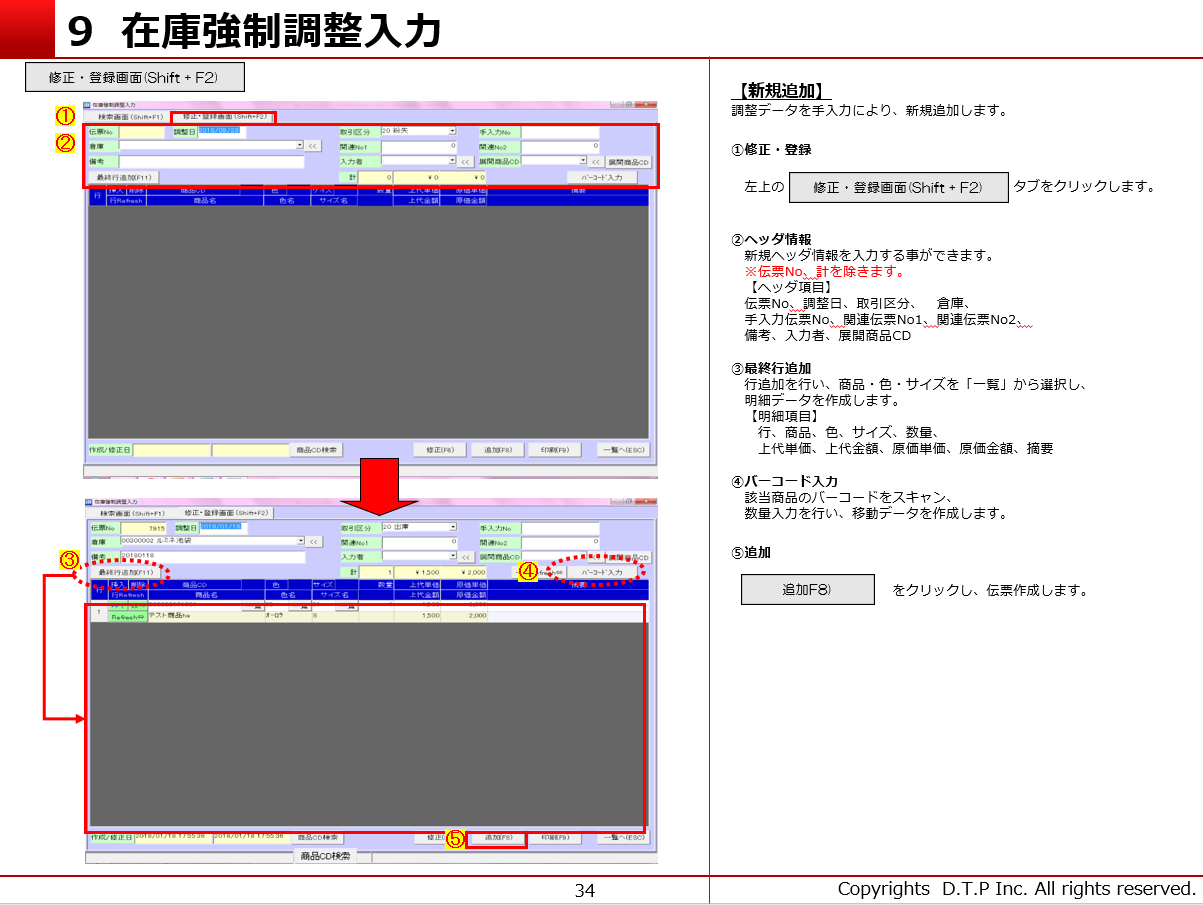 9 在庫強制調整入力
修正・登録画面(Shift + F2)
在庫強制調整入力
① 検索画面(Shift+F1) 修正・登録画面(Shift+F2)
② 伝票No 調整日 2018/09/28 取引区分 20 紛失 手入力No
倉庫 << 関連No1 0 関連No2 0
備考 入力者 << 展開商品CD << 展開商品CD
最終行追加(F11) 計 0 ¥0 ¥0 バーコード入力
行 挿入 削除 商品CD 色 サイズ 数量 上代単価 原価単価 摘要
行Refresh 商品名 色名 サイズ名 上代金額 原価金額
作成/修正日 商品CD検索 修正(F6) 追加(F8) 印刷(F9) 一覧へ(ESC)
在庫強制調整入力
検索画面(Shift+F1) 修正・登録画面(Shift+F2)
伝票No 7915 調整日 2018/01/18 取引区分 20 出庫 手入力No
倉庫 00300002 ルミネ池袋 << 関連No1 0 関連No2 0
備考 20180118 入力者 << 展開商品CD 展開商品CD
③ 最終行追加(F11) 計 1 ¥1,500 ¥2,000 ④ バーコード入力
行 挿入 削除 商品CD 色 サイズ 数量 上代単価 原価単価 摘要
行Refresh 商品名 色名 サイズ名 上代金額 原価金額
1
Refresh⇔ テスト商品ha オーロラ S 1,500 2,000
作成/修正日 2018/01/18 17:55:36 2018/01/18 17:55:36 商品CD検索 修正( ⑤ 追加(F8) 印刷(F9) 一覧へ(ESC)
商品CD検索
【新規追加】
調整データを手入力により、新規追加します。
①修正・登録
左上の 修正・登録画面(Shift + F2) タブをクリックします。
②ヘッダ情報
新規ヘッダ情報を入力する事ができます。
※伝票No、計を除きます。
【ヘッダ項目】
伝票No、調整日、取引区分、 倉庫、
手入力伝票No、関連伝票No1、関連伝票No2、
備考、入力者、展開商品CD
③最終行追加
行追加を行い、商品・色・サイズを「一覧」から選択し、
明細データを作成します。
【明細項目】
行、商品、色、サイズ、数量、
上代単価、上代金額、原価単価、原価金額、摘要
④バーコード入力
該当商品のバーコードをスキャン、
数量入力を行い、移動データを作成します。
⑤追加
追加F8) をクリックし、伝票作成します。
34
Copyrights D.T.P Inc. All rights reserved.